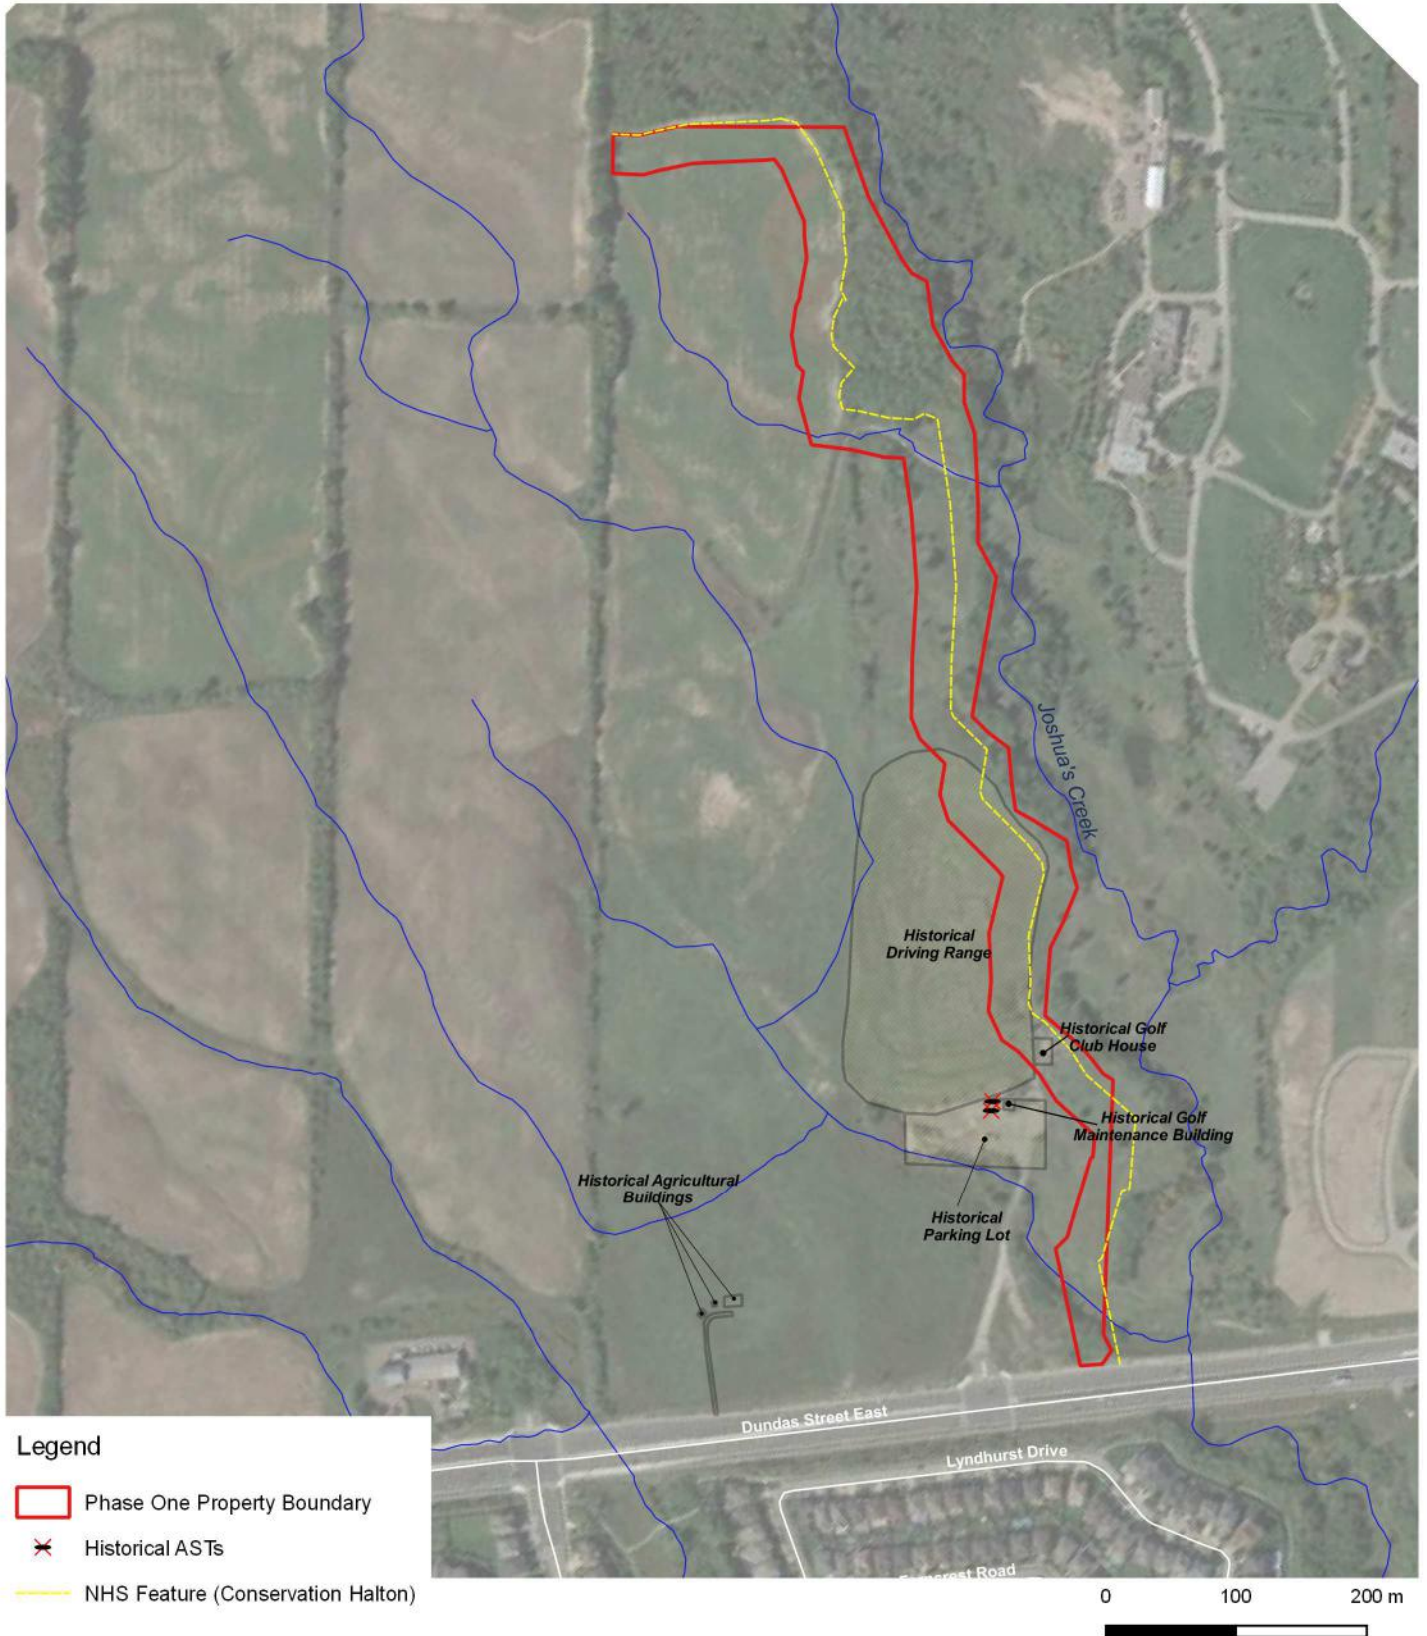 Joshua's Creek
Historical
Driving Range
Historical Golf
Club House
Historical Golf
Maintenance Building
Historical Agricultural
Buildings
Historical
Parking Lot
Dundas Street East
Lyndhurst Drive
Road
Legend
Phase One Property Boundary
Historical ASTs
NHS Feature (Conservation Halton)
0 100 200 m